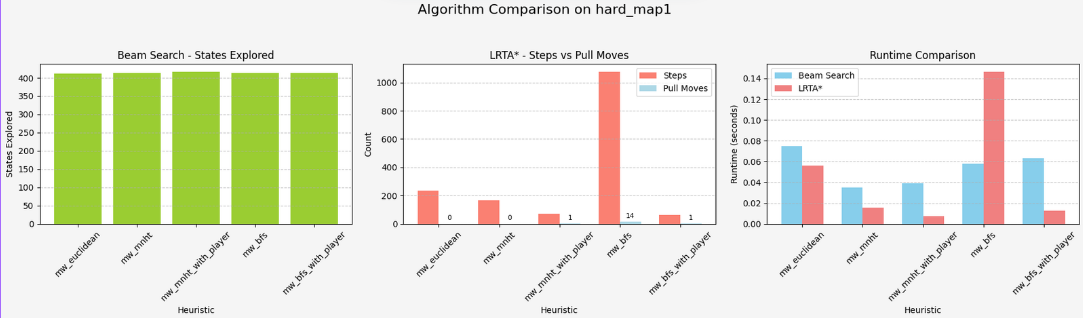 Algorithm Comparison on hard_map1
Beam Search - States Explored
States Explored
400
350
300
250
200
150
100
50
0
mw_euclidean
mw_mnht
mw_mnht_with_player
mw_bfs
mw_bfs_with_player
Heuristic
LRTA* - Steps vs Pull Moves
Count
1000
800
600
400
200
0
Steps
Pull Moves
0
0
1
14
1
mw_euclidean
mw_mnht
mw_mnht_with_player
mw_bfs
mw_bfs_with_player
Heuristic
Runtime Comparison
Runtime (seconds)
0.14
0.12
0.10
0.08
0.06
0.04
0.02
0.00
Beam Search
LRTA*
mw_euclidean
mw_mnht
mw_mnht_with_player
mw_bfs
mw_bfs_with_player
Heuristic